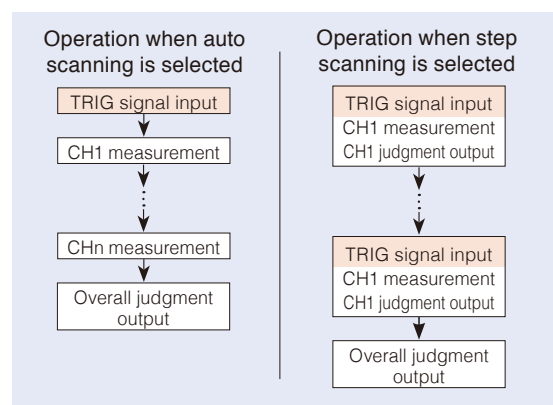 Operation when auto
scanning is selected
TRIG signal input
CH1 measurement
CHn measurement
Overall judgment
output
Operation when step
scanning is selected
TRIG signal input
CH1 measurement
CH1 judgment output
TRIG signal input
CH1 measurement
CH1 judgment output
Overall judgment
output